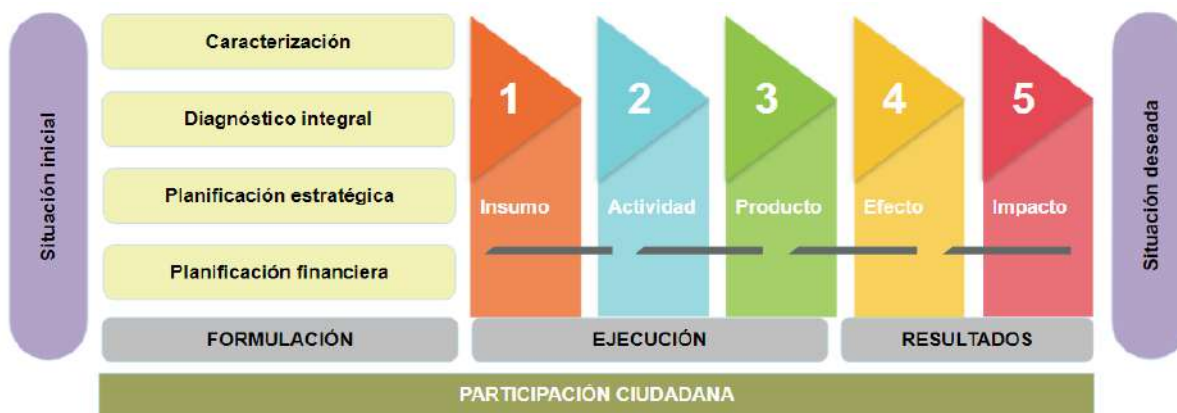 Situación inicial
Caracterización
Diagnóstico integral
Planificación estratégica
Planificación financiera
1
2
3
4
5
Insumo
Actividad
Producto
Efecto
Impacto
Situación deseada
FORMULACIÓN
EJECUCIÓN
RESULTADOS
PARTICIPACIÓN CIUDADANA